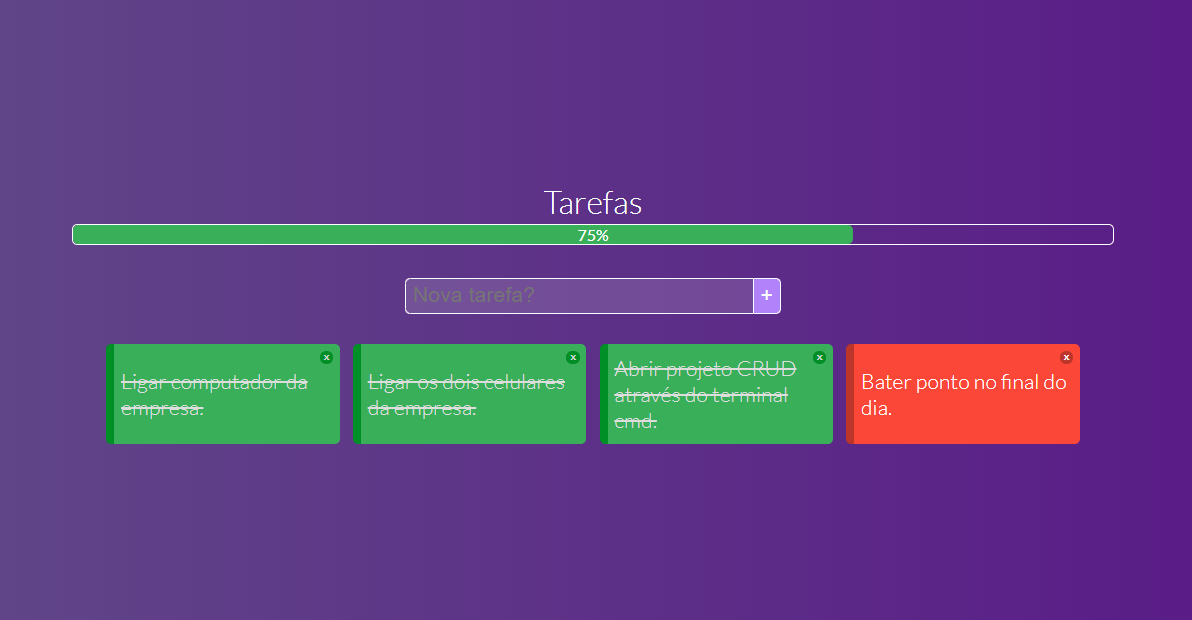 Tarefas
75%
Nova tarefa?
+
x
Ligar computador da
empresa.
x
Ligar os dois celulares
da empresa.
x
Abrir projeto CRUD
através do terminal
cmd.
x
Bater ponto no final do
dia.